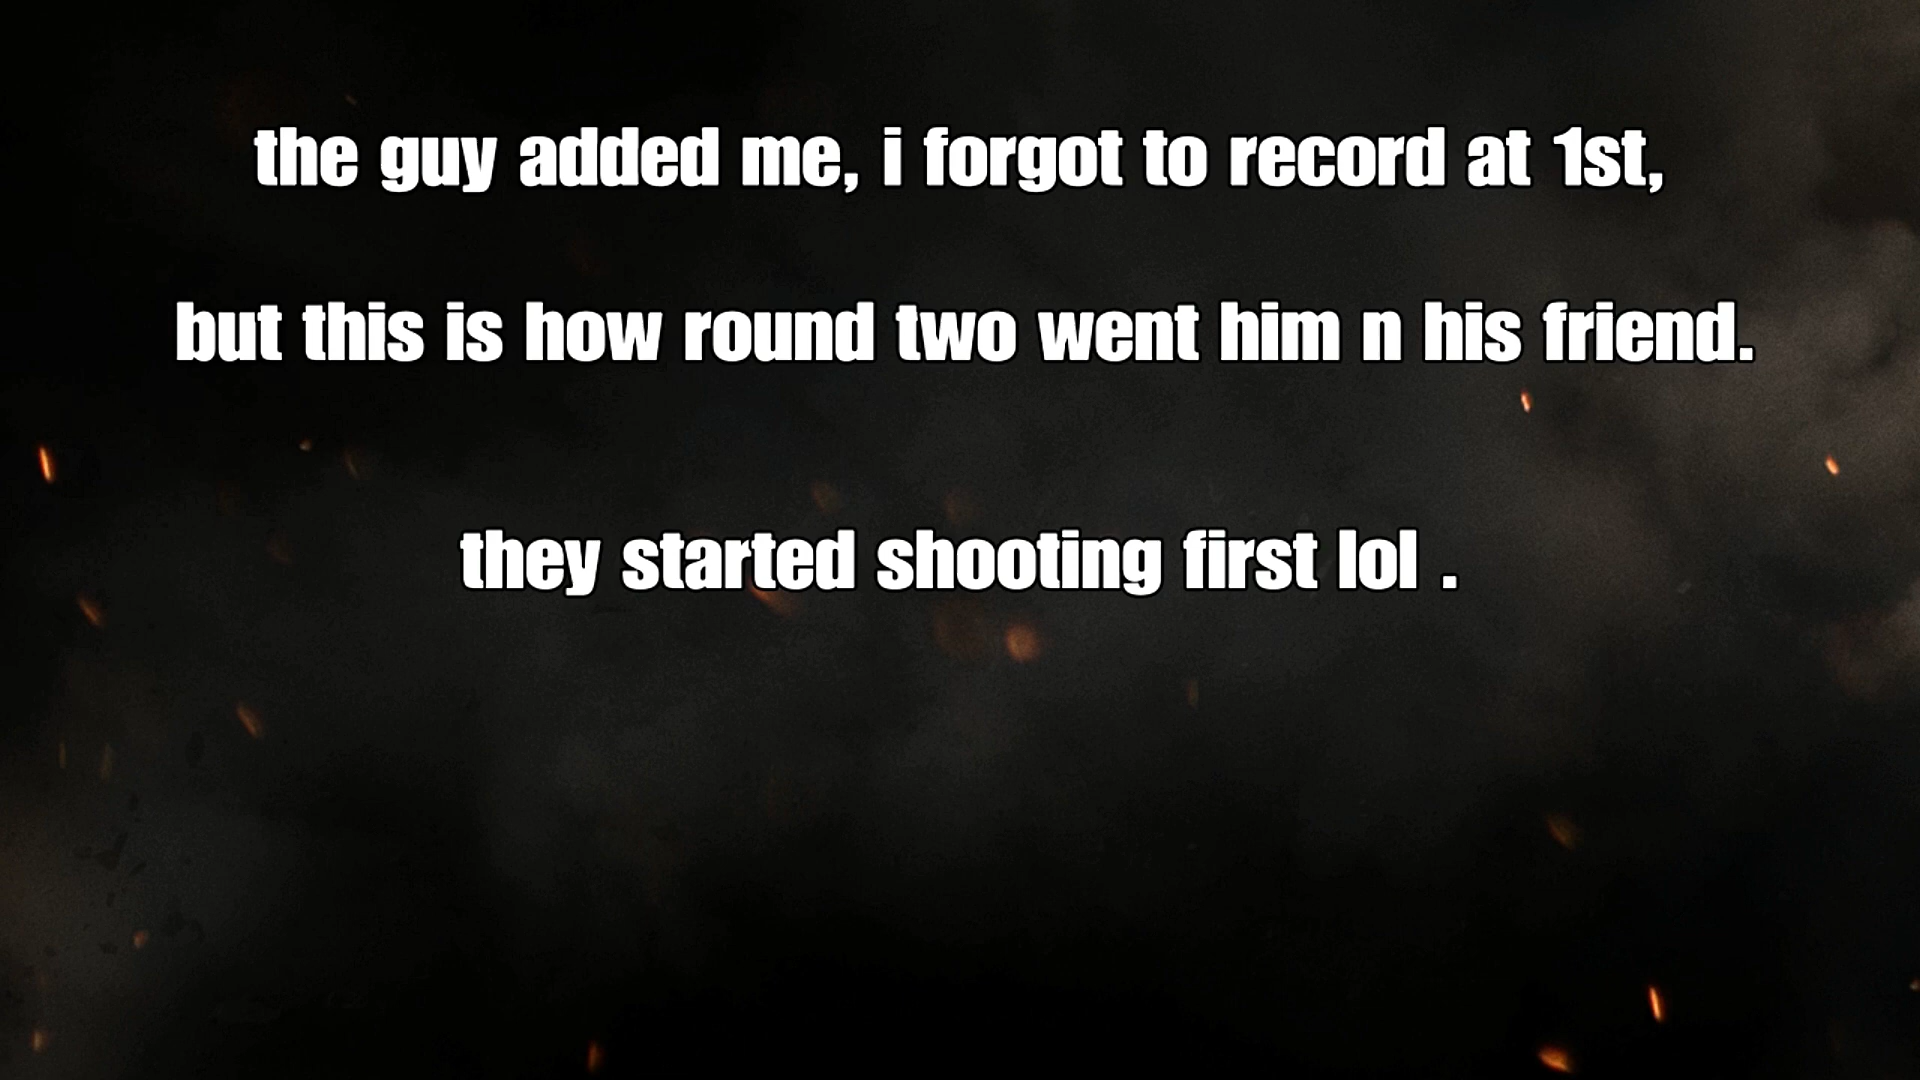 the guy added me, i forgot to record at 1st,
but this is how round two went him n his friend.
they started shooting first lol .